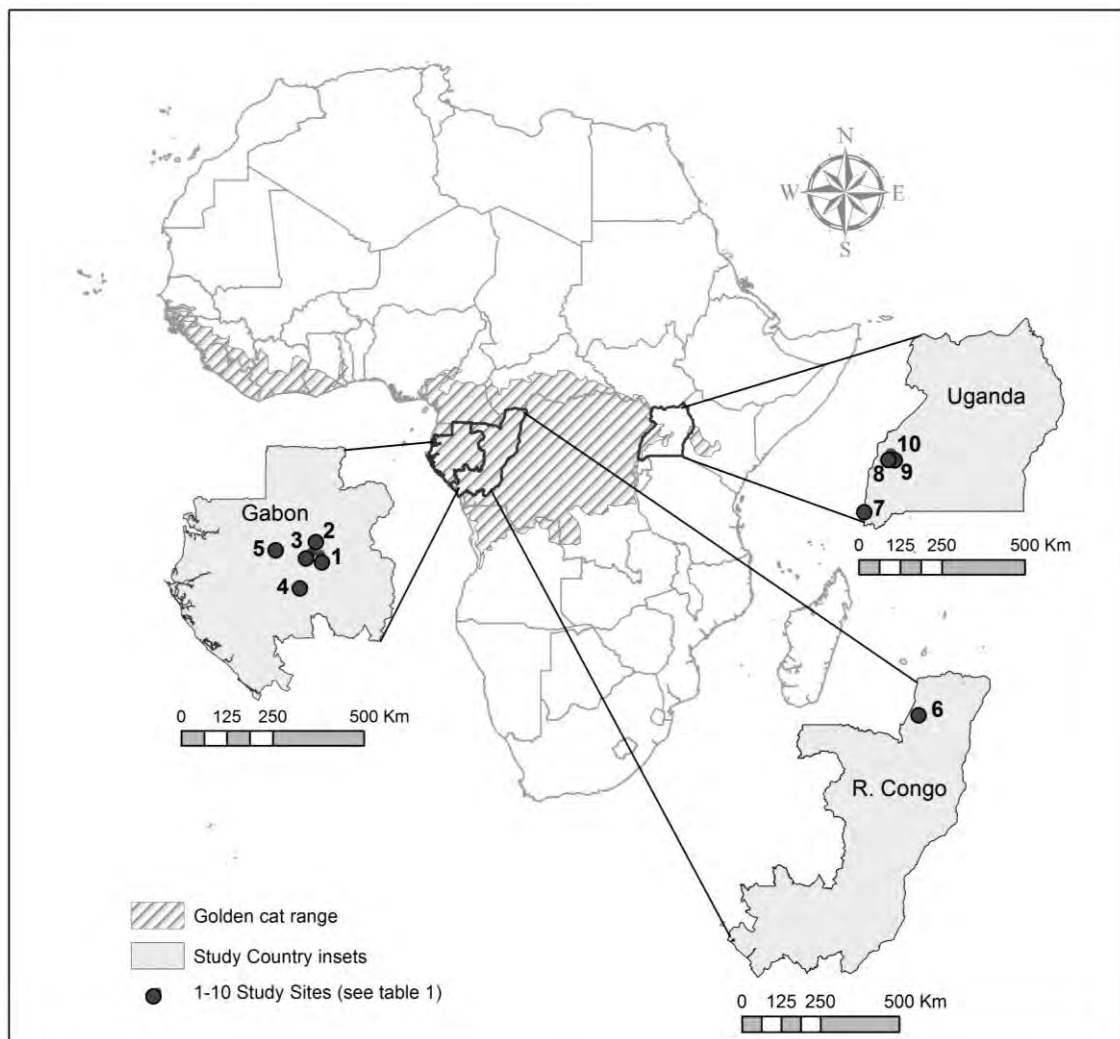 N
W E
S
Uganda
10
8 9
7
0 125 250 500 Km
Gabon
2
3
5 1
4
0 125 250 500 Km
6
R. Congo
0 125 250 500 Km
Golden cat range
Study Country insets
1-10 Study Sites (see table 1)